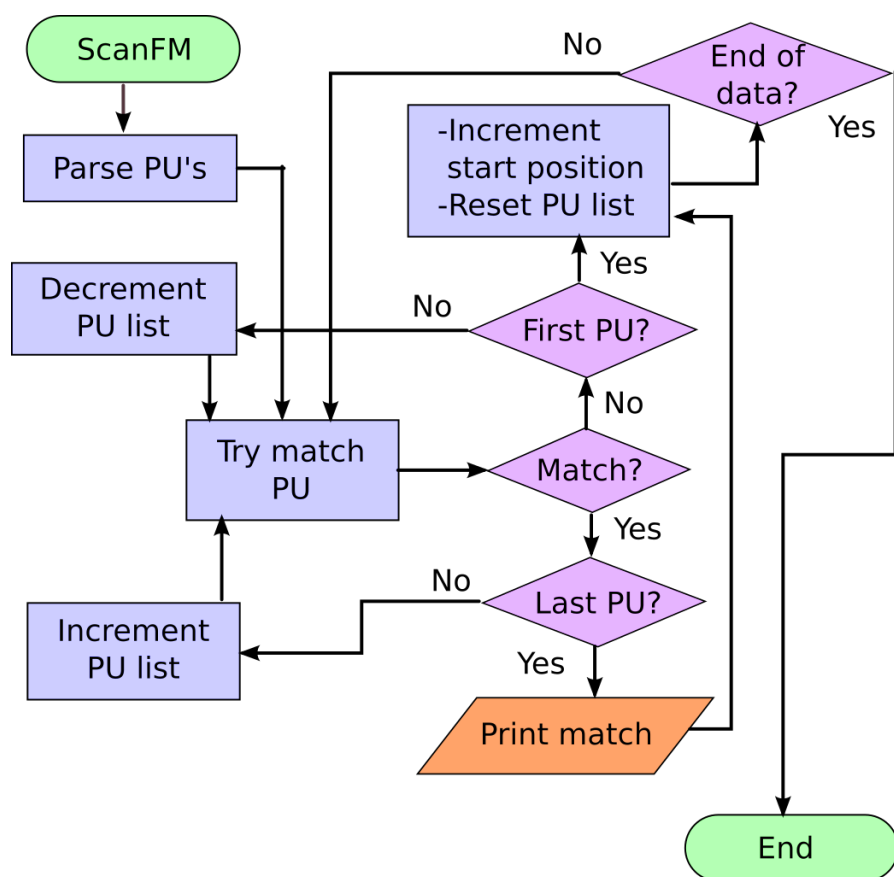 ScanFM
No
End of
data?
Yes
-Increment
start position
-Reset PU list
Parse PU's
Yes
Decrement
PU list
No
First PU?
No
Try match
PU
Match?
Yes
No
Last PU?
Increment
PU list
Yes
Print match
End